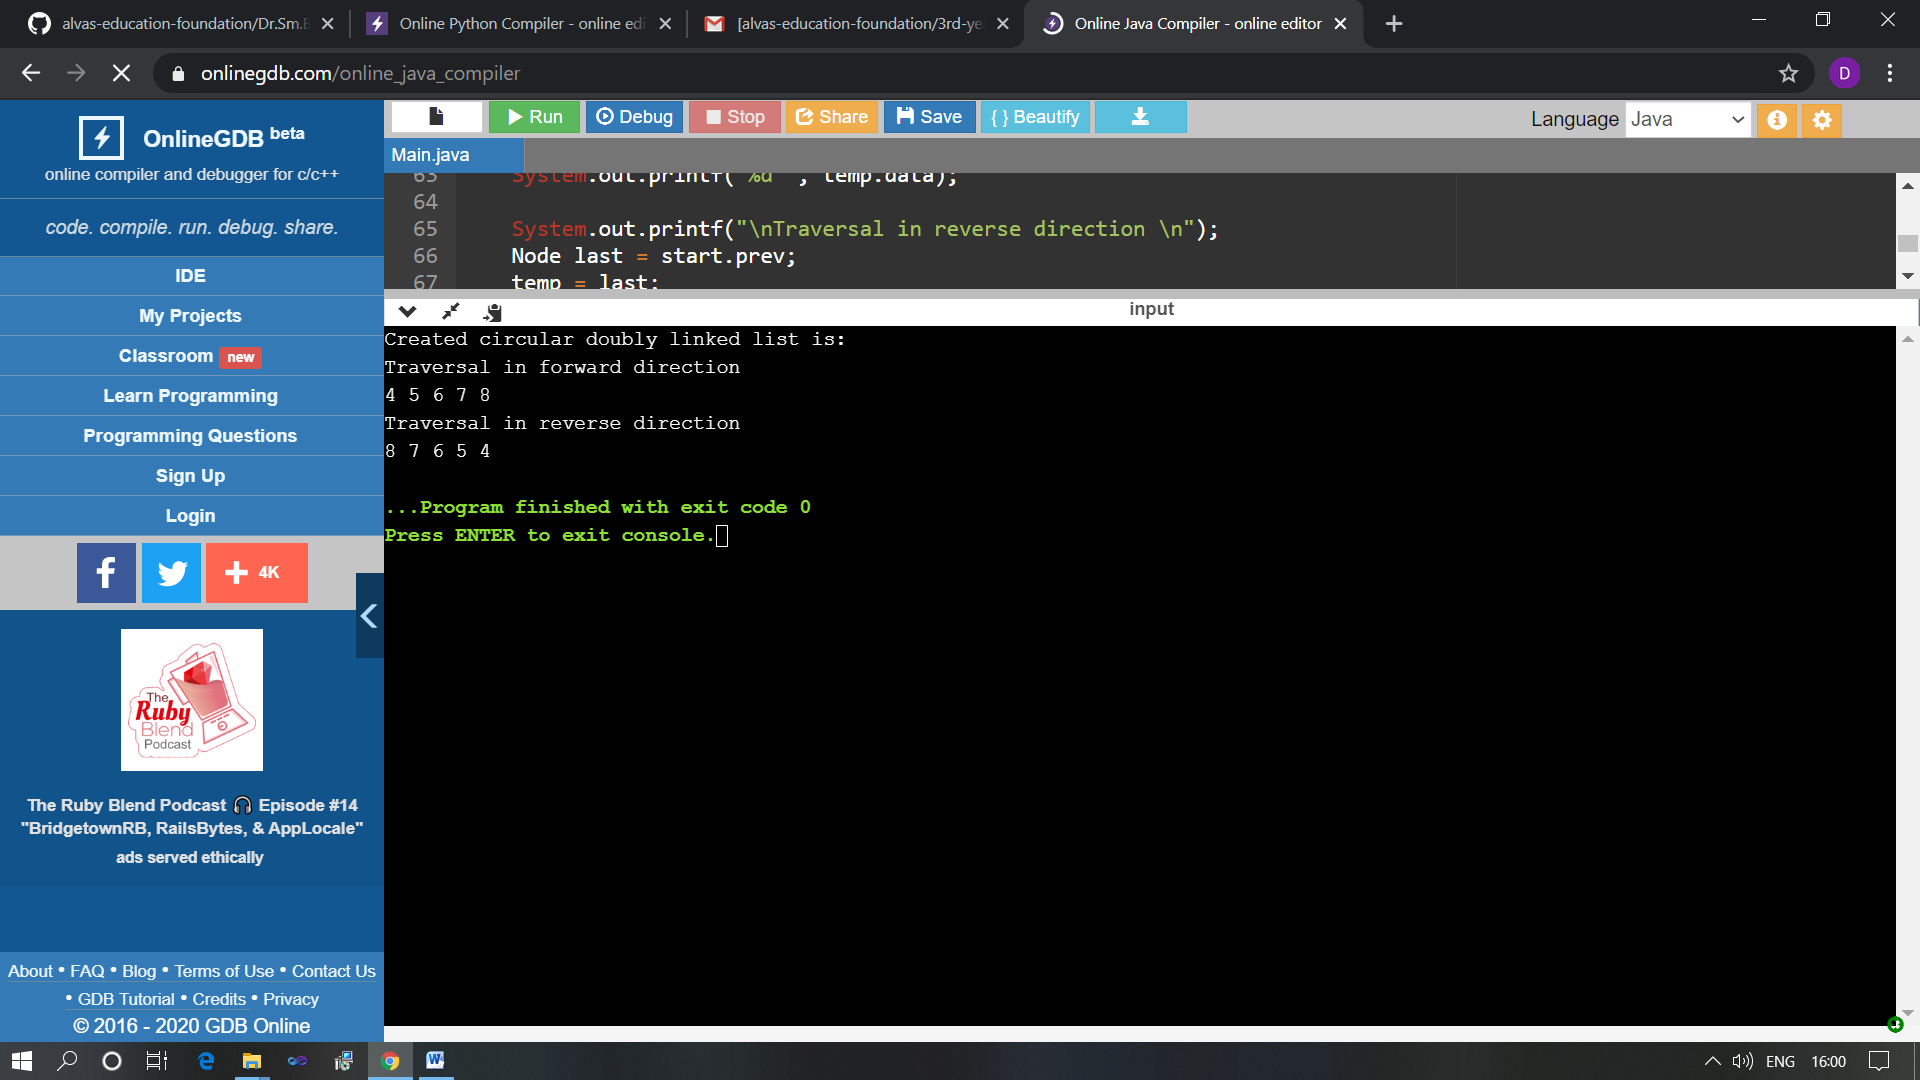 alvas-education-foundation/Dr.Sm.
Online Python Compiler - online edi
[alvas-education-foundation/3rd-ye
Online Java Compiler - online editor
onlinegdb.com/online_java_compiler
D
OnlineGDB beta
online compiler and debugger for c/c++
code. compile. run. debug. share.
IDE
My Projects
Classroom new
Learn Programming
Programming Questions
Sign Up
Login
f
+ 4K
The
Ruby
Blend
Podcast
The Ruby Blend Podcast 🎧 Episode #14
"BridgetownRB, RailsBytes, & AppLocale"
ads served ethically
About • FAQ • Blog • Terms of Use • Contact Us
• GDB Tutorial • Credits • Privacy
© 2016 - 2020 GDB Online
Run Debug Stop Share Save { } Beautify
Language Java
Main.java
63 System.out.printf("%d ", temp.data);
64
65 System.out.printf("\nTraversal in reverse direction \n");
66 Node last = start.prev;
67 temp = last;
input
Created circular doubly linked list is:
Traversal in forward direction
4 5 6 7 8
Traversal in reverse direction
8 7 6 5 4
...Program finished with exit code 0
Press ENTER to exit console.
ENG 16:00